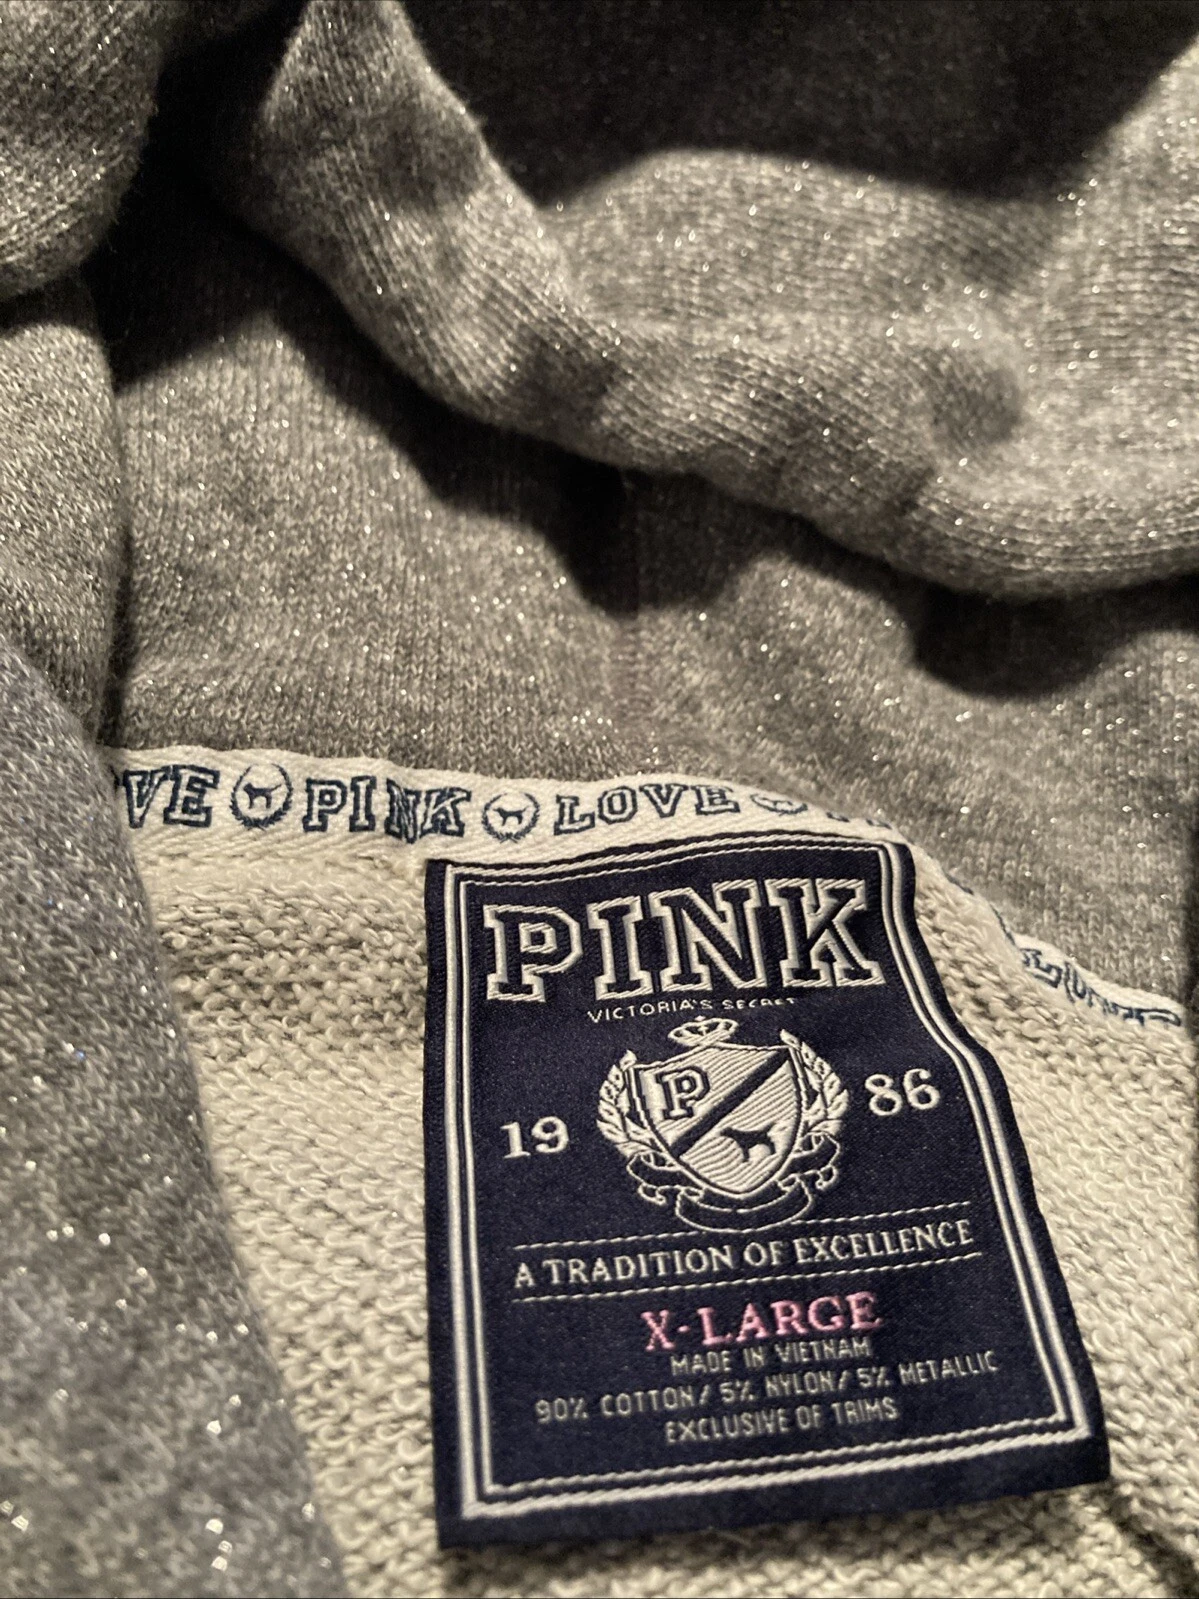 VE PINK LOVE
PINK
VICTORIA'S SECRET
P
19 86
A TRADITION OF EXCELLENCE
X-LARGE
MADE IN VIETNAM
90% COTTON/ 5% NYLON/ 5% METALLIC
EXCLUSIVE OF TRIMS